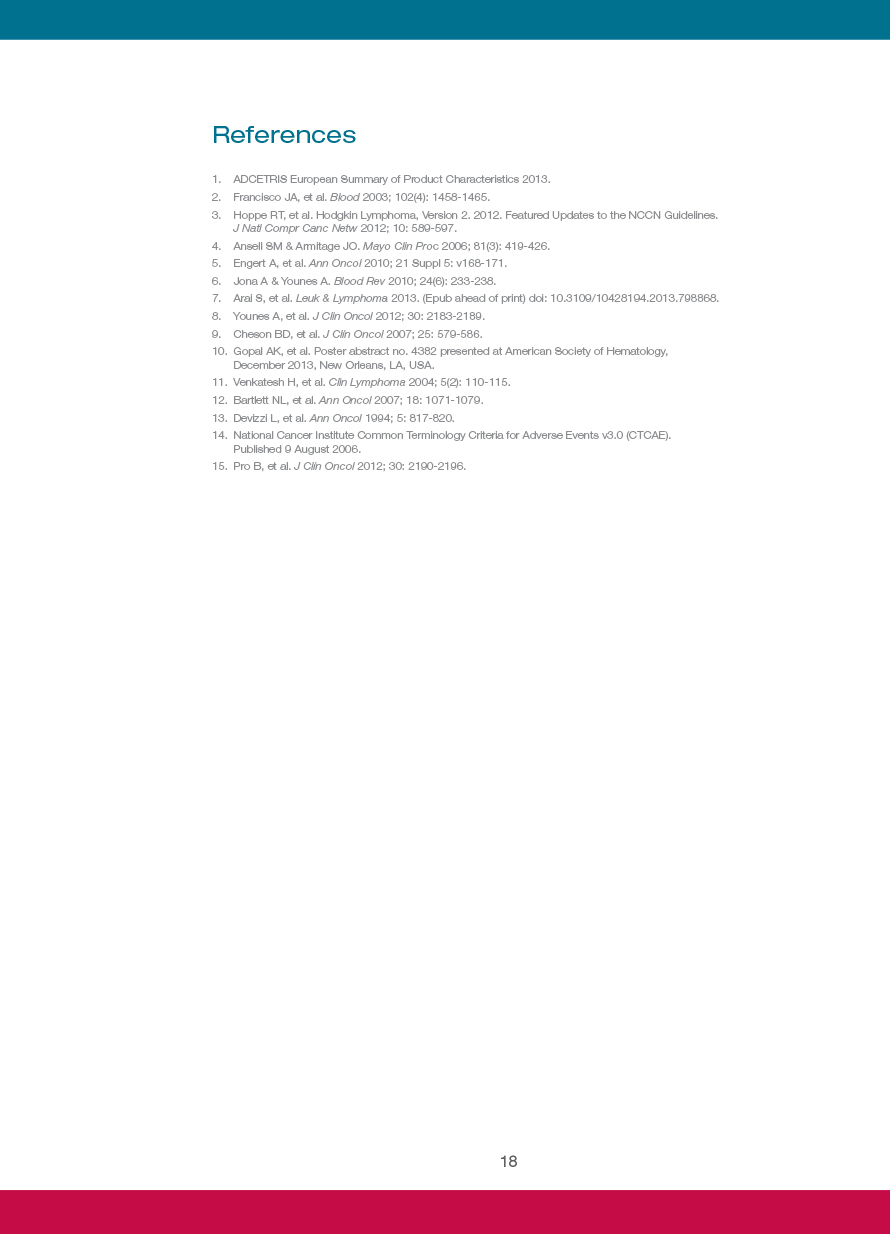 References
1. ADCETRIS European Summary of Product Characteristics 2013.
2. Francisco JA, et al. Blood 2003; 102(4): 1458-1465.
3. Hoppe RT, et al. Hodgkin Lymphoma, Version 2. 2012. Featured Updates to the NCCN Guidelines.
J Natl Compr Canc Netw 2012; 10: 589-597.
4. Ansell SM & Armitage JO. Mayo Clin Proc 2006; 81(3): 419-426.
5. Engert A, et al. Ann Oncol 2010; 21 Suppl 5: v168-171.
6. Jona A & Younes A. Blood Rev 2010; 24(6): 233-238.
7. Arai S, et al. Leuk & Lymphoma 2013. (Epub ahead of print) doi: 10.3109/10428194.2013.798868.
8. Younes A, et al. J Clin Oncol 2012; 30: 2183-2189.
9. Cheson BD, et al. J Clin Oncol 2007; 25: 579-586.
10. Gopal AK, et al. Poster abstract no. 4382 presented at American Society of Hematology,
December 2013, New Orleans, LA, USA.
11. Venkatesh H, et al. Clin Lymphoma 2004; 5(2): 110-115.
12. Bartlett NL, et al. Ann Oncol 2007; 18: 1071-1079.
13. Devizzi L, et al. Ann Oncol 1994; 5: 817-820.
14. National Cancer Institute Common Terminology Criteria for Adverse Events v3.0 (CTCAE).
Published 9 August 2006.
15. Pro B, et al. J Clin Oncol 2012; 30: 2190-2196.
18